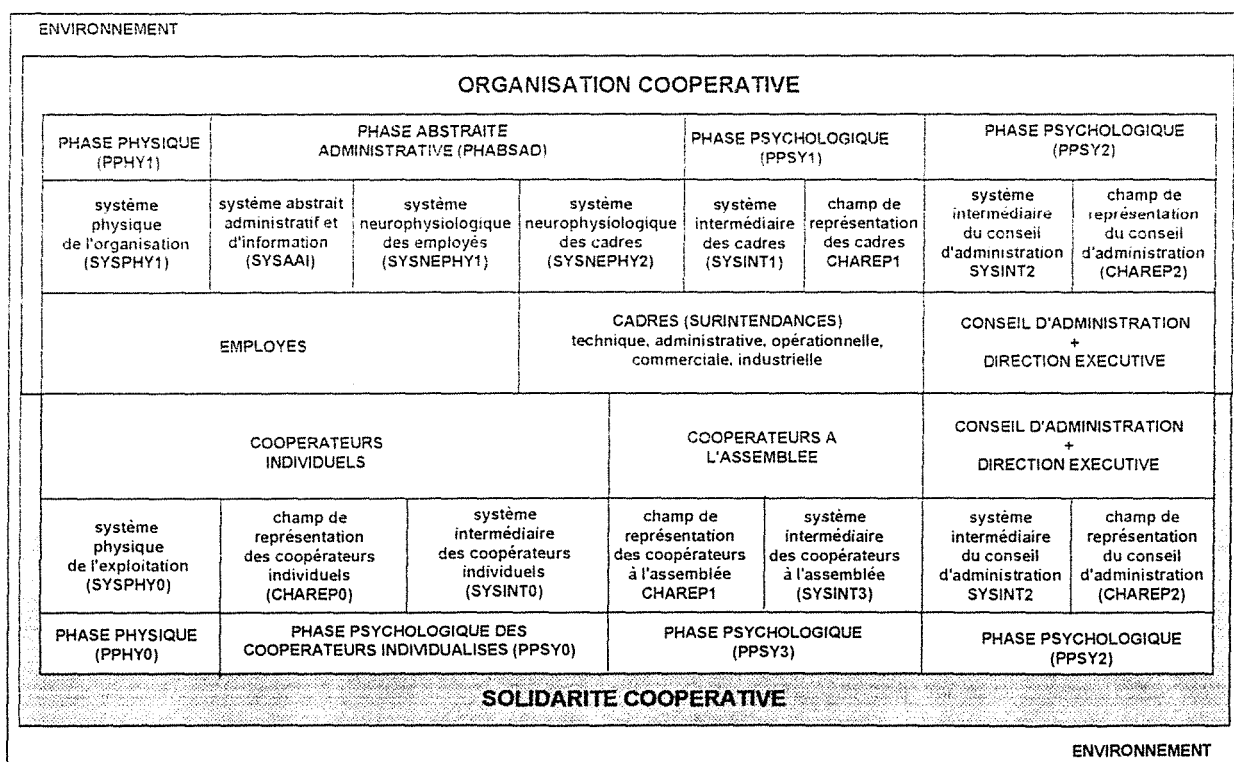 ENVIRONNEMENT
ORGANISATION COOPERATIVE
PHASE PHYSIQUE
(PPHY1)
PHASE ABSTRAITE
ADMINISTRATIVE (PHABSAD)
PHASE PSYCHOLOGIQUE
(PPSY1)
PHASE PSYCHOLOGIQUE
(PPSY2)
système
physique
de l'organisation
(SYSPHY1)
système abstrait
administratif et
d'information
(SYSAAI)
système
neurophysiologique
des employés
(SYSNEPHY1)
système
neurophysiologique
des cadres
(SYSNEPHY2)
système
intermédiaire
des cadres
(SYSINT1)
champ de
représentation
des cadres
CHAREP1
système
intermédiaire
du conseil
d'administration
SYSINT2
champ de
représentation
du conseil
d'administration
(CHAREP2)
EMPLOYES
CADRES (SURINTENDANCES)
technique, administrative, opérationnelle,
commerciale, industrielle
CONSEIL D'ADMINISTRATION
+
DIRECTION EXECUTIVE
COOPERATEURS
INDIVIDUELS
COOPERATEURS A
L'ASSEMBLEE
CONSEIL D'ADMINISTRATION
+
DIRECTION EXECUTIVE
système
physique
de l'exploitation
(SYSPHY0)
champ de
représentation
des coopérateurs
individuels
(CHAREP0)
système
intermédiaire
des coopérateurs
individuels
(SYSINT0)
champ de
représentation
des coopérateurs
à l'assemblée
CHAREP1
système
intermédiaire
des coopérateurs
à l'assemblée
(SYSINT3)
système
intermédiaire
du conseil
d'administration
SYSINT2
champ de
représentation
du conseil
d'administration
(CHAREP2)
PHASE PHYSIQUE
(PPHY0)
PHASE PSYCHOLOGIQUE DES
COOPERATEURS INDIVIDUALISES (PPSY0)
PHASE PSYCHOLOGIQUE
(PPSY3)
PHASE PSYCHOLOGIQUE
(PPSY2)
SOLIDARITE COOPERATIVE
ENVIRONNEMENT